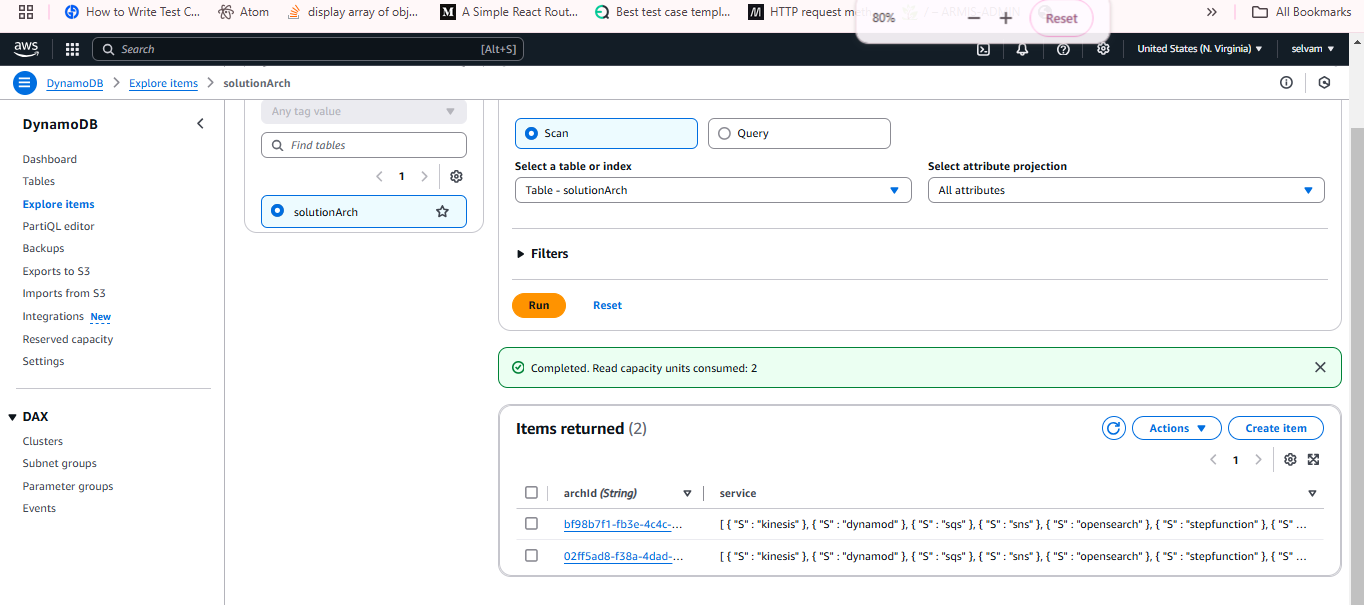 How to Write Test C...
Atom
display array of obj...
A Simple React Rout...
Best test case templ...
HTTP request
80%
Reset
All Bookmarks
aws
Search
[Alt+S]
United States (N. Virginia)
selvam
DynamoDB
Explore items
solutionArch
DynamoDB
Dashboard
Tables
Explore items
PartiQL editor
Backups
Exports to S3
Imports from S3
Integrations New
Reserved capacity
Settings
DAX
Clusters
Subnet groups
Parameter groups
Events
Any tag value
Find tables
1
solutionArch
Scan
Query
Select a table or index
Table - solutionArch
Select attribute projection
All attributes
Filters
Run
Reset
Completed. Read capacity units consumed: 2
Items returned (2)
Actions
Create item
1
archId (String)
service
bf98b7f1-fb3e-4c4c-...
[ { "S" : "kinesis" }, { "S" : "dynamod" }, { "S" : "sqs" }, { "S" : "sns" }, { "S" : "opensearch" }, { "S" : "stepfunction" }, { "S" ...
02ff5ad8-f38a-4dad-...
[ { "S" : "kinesis" }, { "S" : "dynamod" }, { "S" : "sqs" }, { "S" : "sns" }, { "S" : "opensearch" }, { "S" : "stepfunction" }, { "S" ...